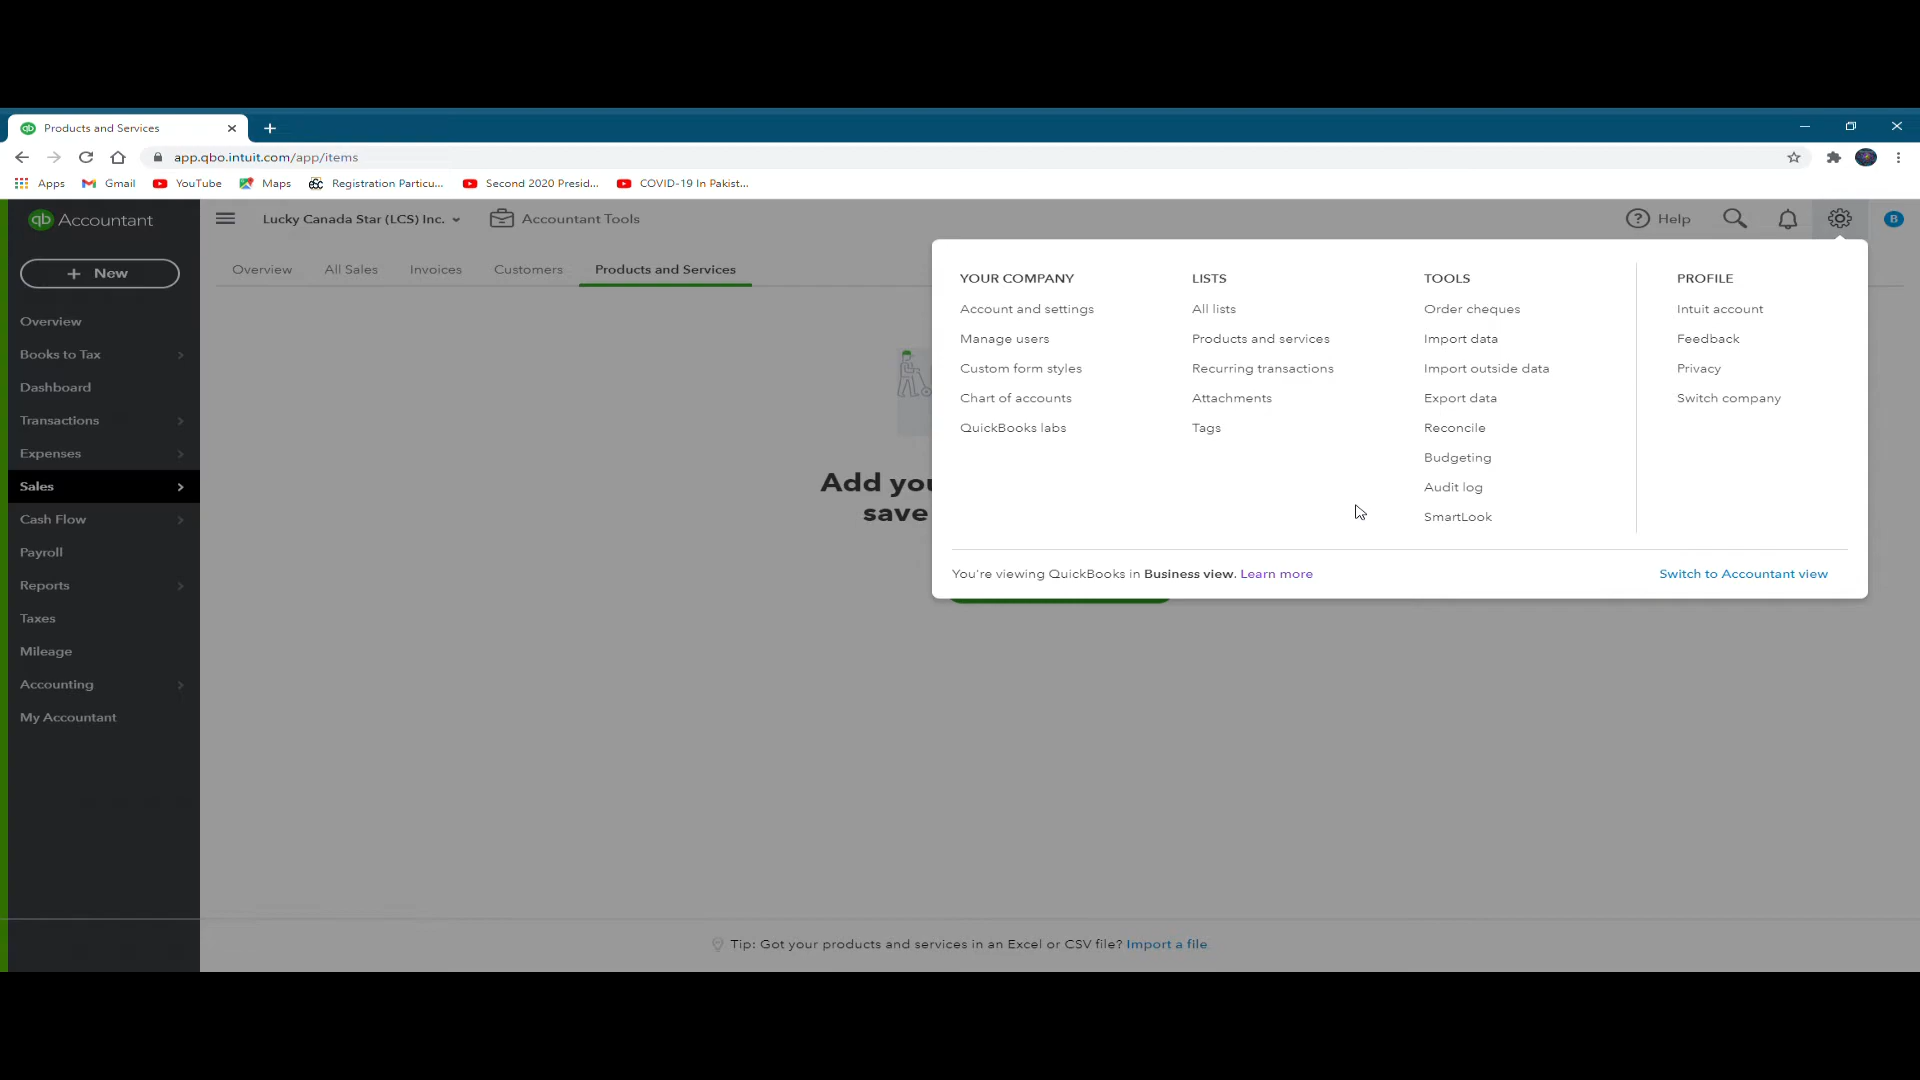 Products and Services
app.qbo.intuit.com/app/items
Apps Gmail YouTube Maps Registration Particu... Second 2020 Presid... COVID-19 In Pakist...
qb Accountant
Lucky Canada Star (LCS) Inc. Accountant Tools Help B
+ New
Overview All Sales Invoices Customers Products and Services
Overview
Books to Tax
Dashboard
Transactions
Expenses
Sales
Cash Flow
Payroll
Reports
Taxes
Mileage
Accounting
My Accountant
YOUR COMPANY
Account and settings
Manage users
Custom form styles
Chart of accounts
QuickBooks labs
LISTS
All lists
Products and services
Recurring transactions
Attachments
Tags
TOOLS
Order cheques
Import data
Import outside data
Export data
Reconcile
Budgeting
Audit log
SmartLook
PROFILE
Intuit account
Feedback
Privacy
Switch company
You're viewing QuickBooks in Business view. Learn more
Switch to Accountant view
Add you
save
Tip: Got your products and services in an Excel or CSV file? Import a file